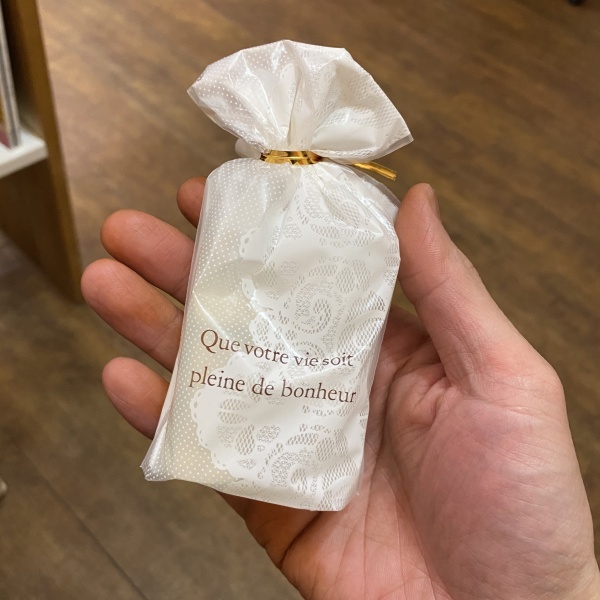 Que votre vie soit
pleine de bonheur